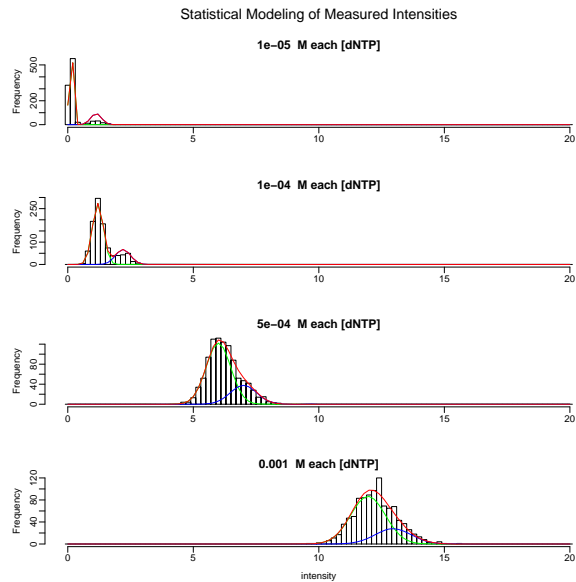 Statistical Modeling of Measured Intensities
1e−05 M each [dNTP]
Frequency
0 200 500
0 5 10 15 20
1e−04 M each [dNTP]
Frequency
0 100 250
0 5 10 15 20
5e−04 M each [dNTP]
Frequency
0 40 80
0 5 10 15 20
0.001 M each [dNTP]
Frequency
0 40 80 120
0 5 10 15 20
intensity